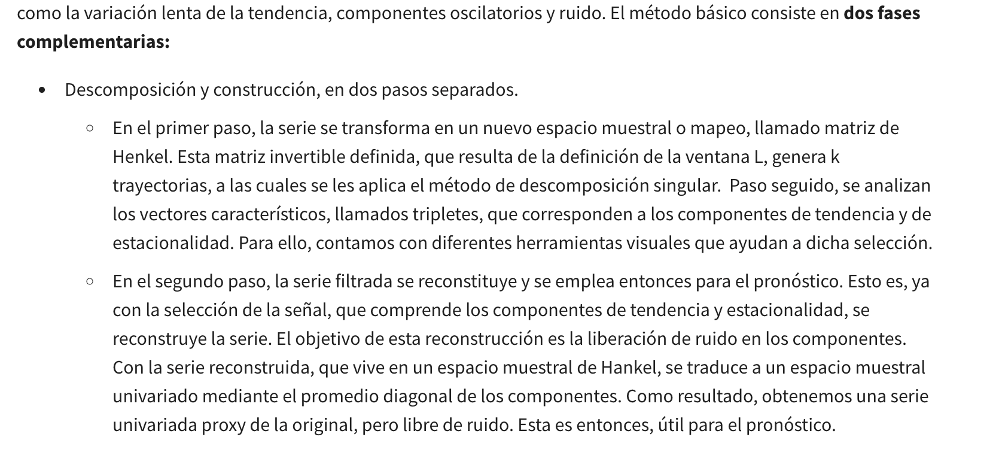 como la variación lenta de la tendencia, componentes oscilatorios y ruido. El método básico consiste en dos fases
complementarias:
• Descomposición y construcción, en dos pasos separados.
○ En el primer paso, la serie se transforma en un nuevo espacio muestral o mapeo, llamado matriz de
Henkel. Esta matriz invertible definida, que resulta de la definición de la ventana L, genera k
trayectorias, a las cuales se les aplica el método de descomposición singular.  Paso seguido, se analizan
los vectores característicos, llamados tripletes, que corresponden a los componentes de tendencia y de
estacionalidad. Para ello, contamos con diferentes herramientas visuales que ayudan a dicha selección.
○ En el segundo paso, la serie filtrada se reconstituye y se emplea entonces para el pronóstico. Esto es, ya
con la selección de la señal, que comprende los componentes de tendencia y estacionalidad, se
reconstruye la serie. El objetivo de esta reconstrucción es la liberación de ruido en los componentes.
Con la serie reconstruida, que vive en un espacio muestral de Hankel, se traduce a un espacio muestral
univariado mediante el promedio diagonal de los componentes. Como resultado, obtenemos una serie
univariada proxy de la original, pero libre de ruido. Esta es entonces, útil para el pronóstico.